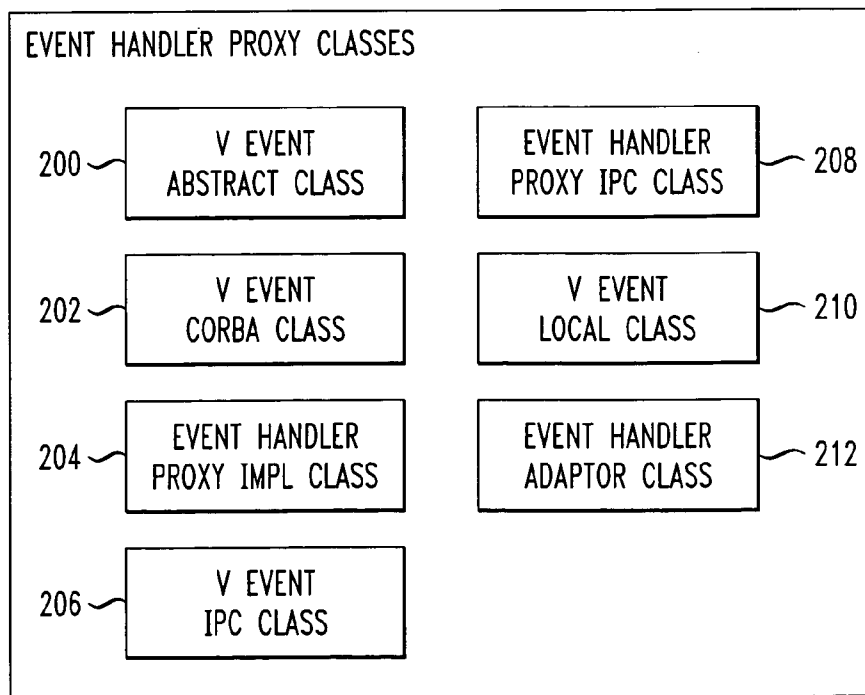 EVENT HANDLER PROXY CLASSES
200
V EVENT
ABSTRACT CLASS
EVENT HANDLER
PROXY IPC CLASS
208
202
V EVENT
CORBA CLASS
V EVENT
LOCAL CLASS
210
204
EVENT HANDLER
PROXY IMPL CLASS
EVENT HANDLER
ADAPTOR CLASS
212
206
V EVENT
IPC CLASS